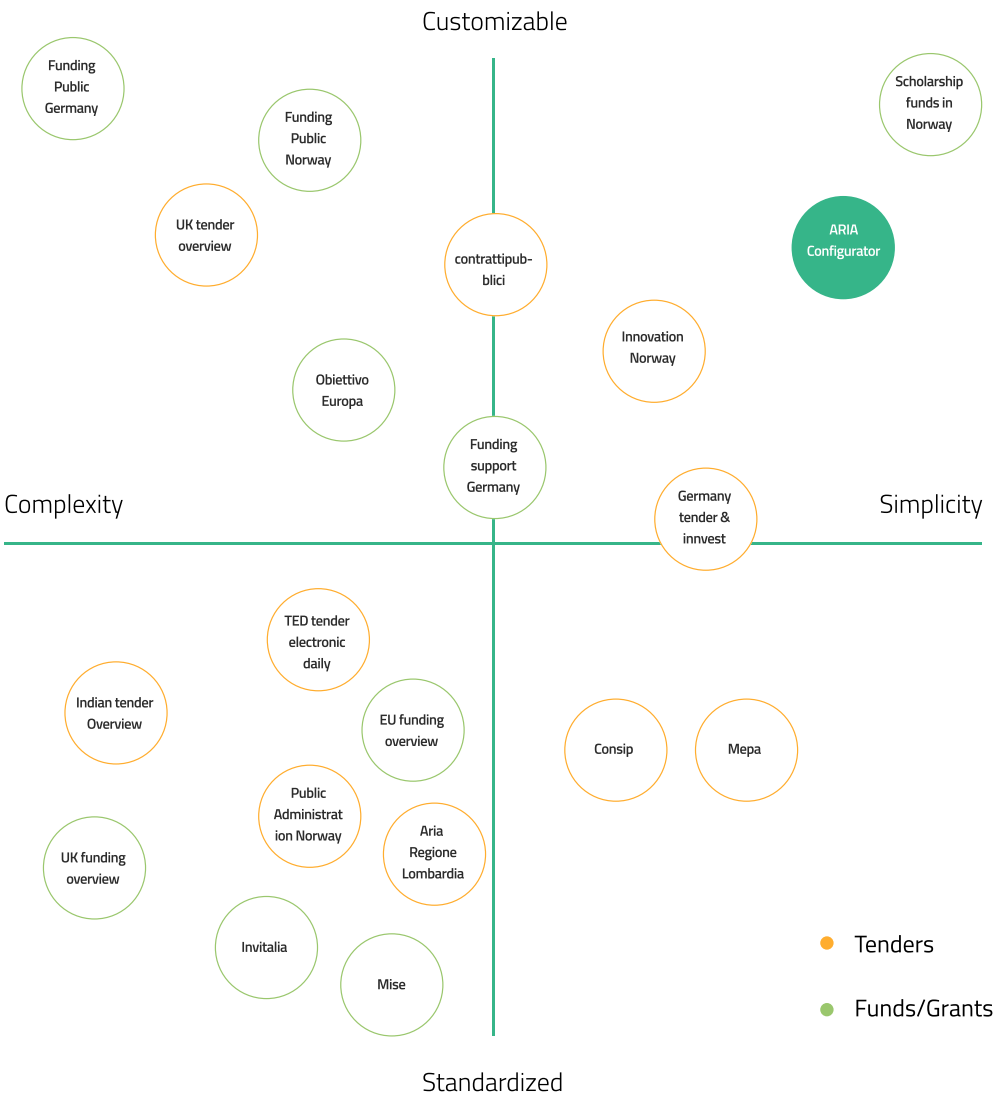 Customizable
Funding
Public
Germany
Scholarship
funds in
Norway
Funding
Public
Norway
UK tender
overview
ARIA
Configurator
contrattipub-
blici
Innovation
Norway
Obiettivo
Europa
Funding
support
Germany
Complexity
Simplicity
Germany
tender &
innvest
TED tender
electronic
daily
Indian tender
Overview
EU funding
overview
Consip
Mepa
Public
Administrat
ion Norway
Aria
Regione
Lombardia
UK funding
overview
Invitalia
Mise
Tenders
Funds/Grants
Standardized